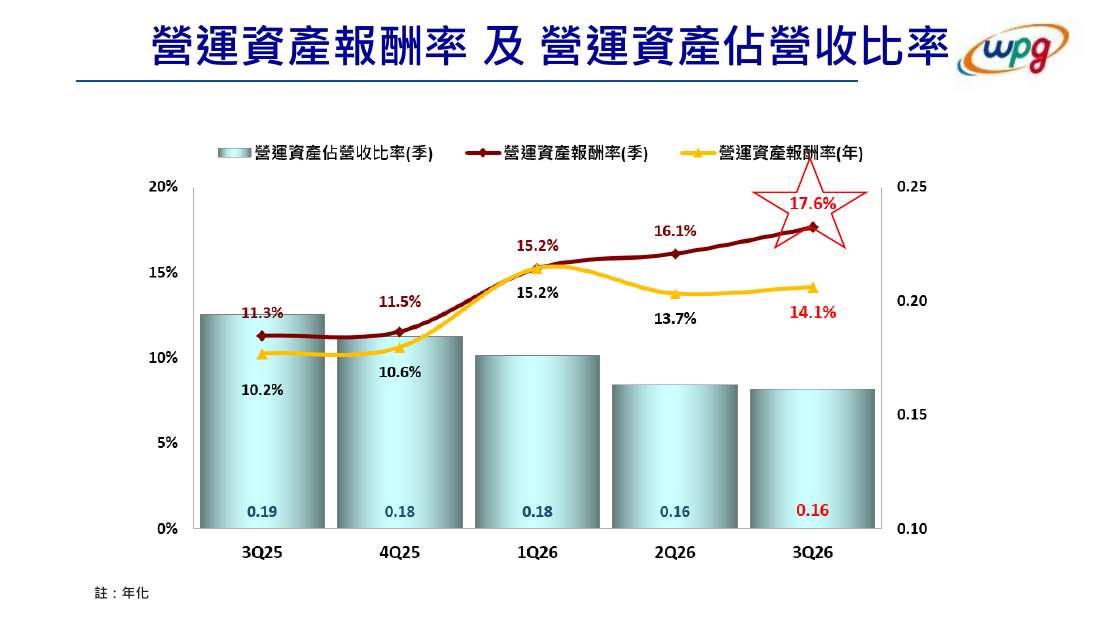 營運資產報酬率 及 營運資產佔營收比率
wpg
營運資產佔營收比率(季) 營運資產報酬率(季) 營運資產報酬率(年)
20% 0.25
17.6%
16.1%
15.2%
15% 0.20
15.2%
11.3% 11.5% 13.7% 14.1%
10%
10.2% 10.6%
0.15
5%
0.19 0.18 0.18 0.16 0.16
0% 0.10
3Q25 4Q25 1Q26 2Q26 3Q26
註：年化